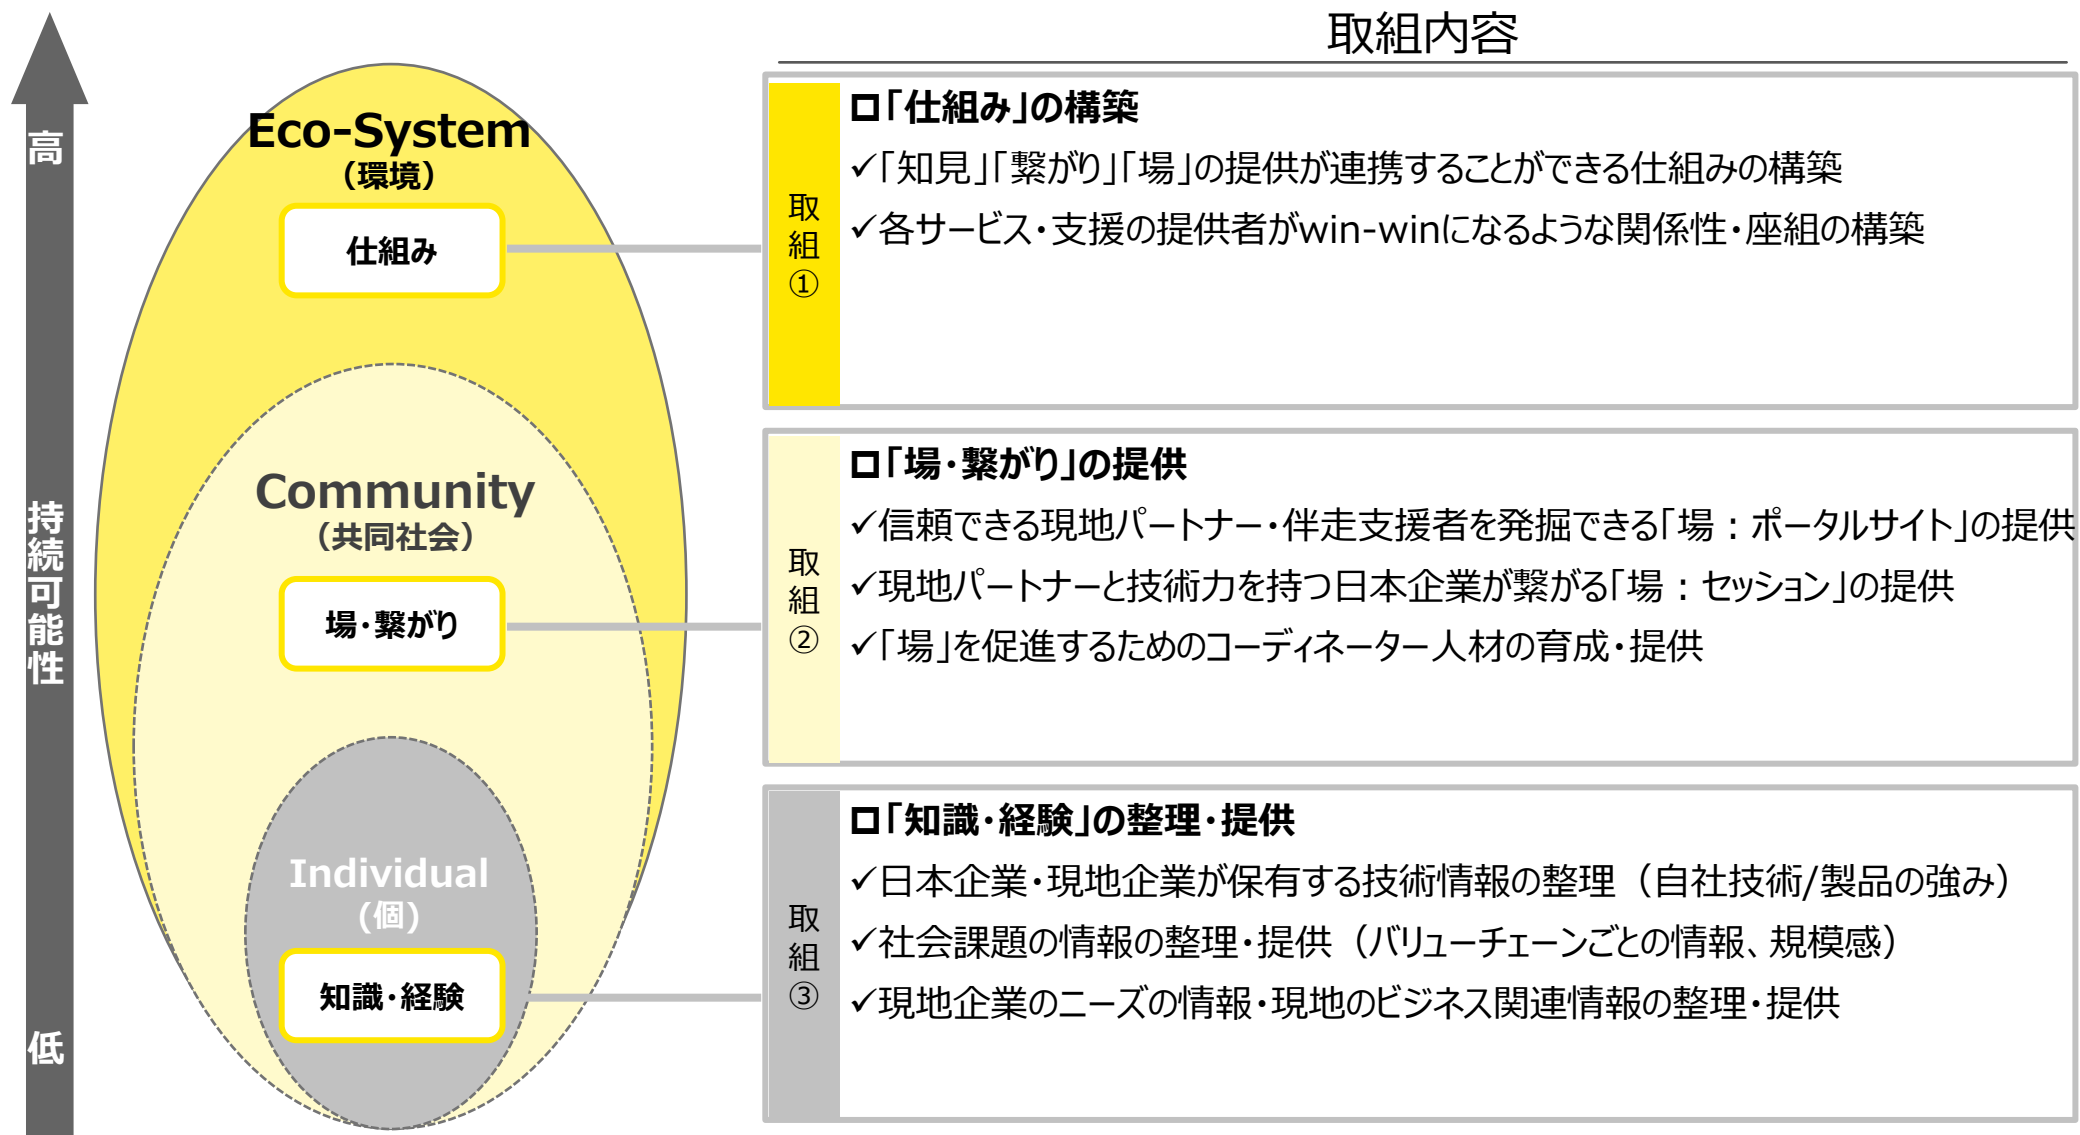 取組内容
高
持続可能性
低
Eco-System
（環境）
仕組み
Community
（共同社会）
場・繋がり
Individual
（個）
知識・経験
取組①
「仕組み」の構築
✓「知見」「繋がり」「場」の提供が連携することができる仕組みの構築
✓各サービス・支援の提供者がwin-winになるような関係性・座組の構築
取組②
「場・繋がり」の提供
✓信頼できる現地パートナー・伴走支援者を発掘できる「場：ポータルサイト」の提供
✓現地パートナーと技術力を持つ日本企業が繋がる「場：セッション」の提供
✓「場」を促進するためのコーディネーター人材の育成・提供
取組③
「知識・経験」の整理・提供
✓日本企業・現地企業が保有する技術情報の整理（自社技術/製品の強み）
✓社会課題の情報の整理・提供（バリューチェーンごとの情報、規模感）
✓現地企業のニーズの情報・現地のビジネス関連情報の整理・提供